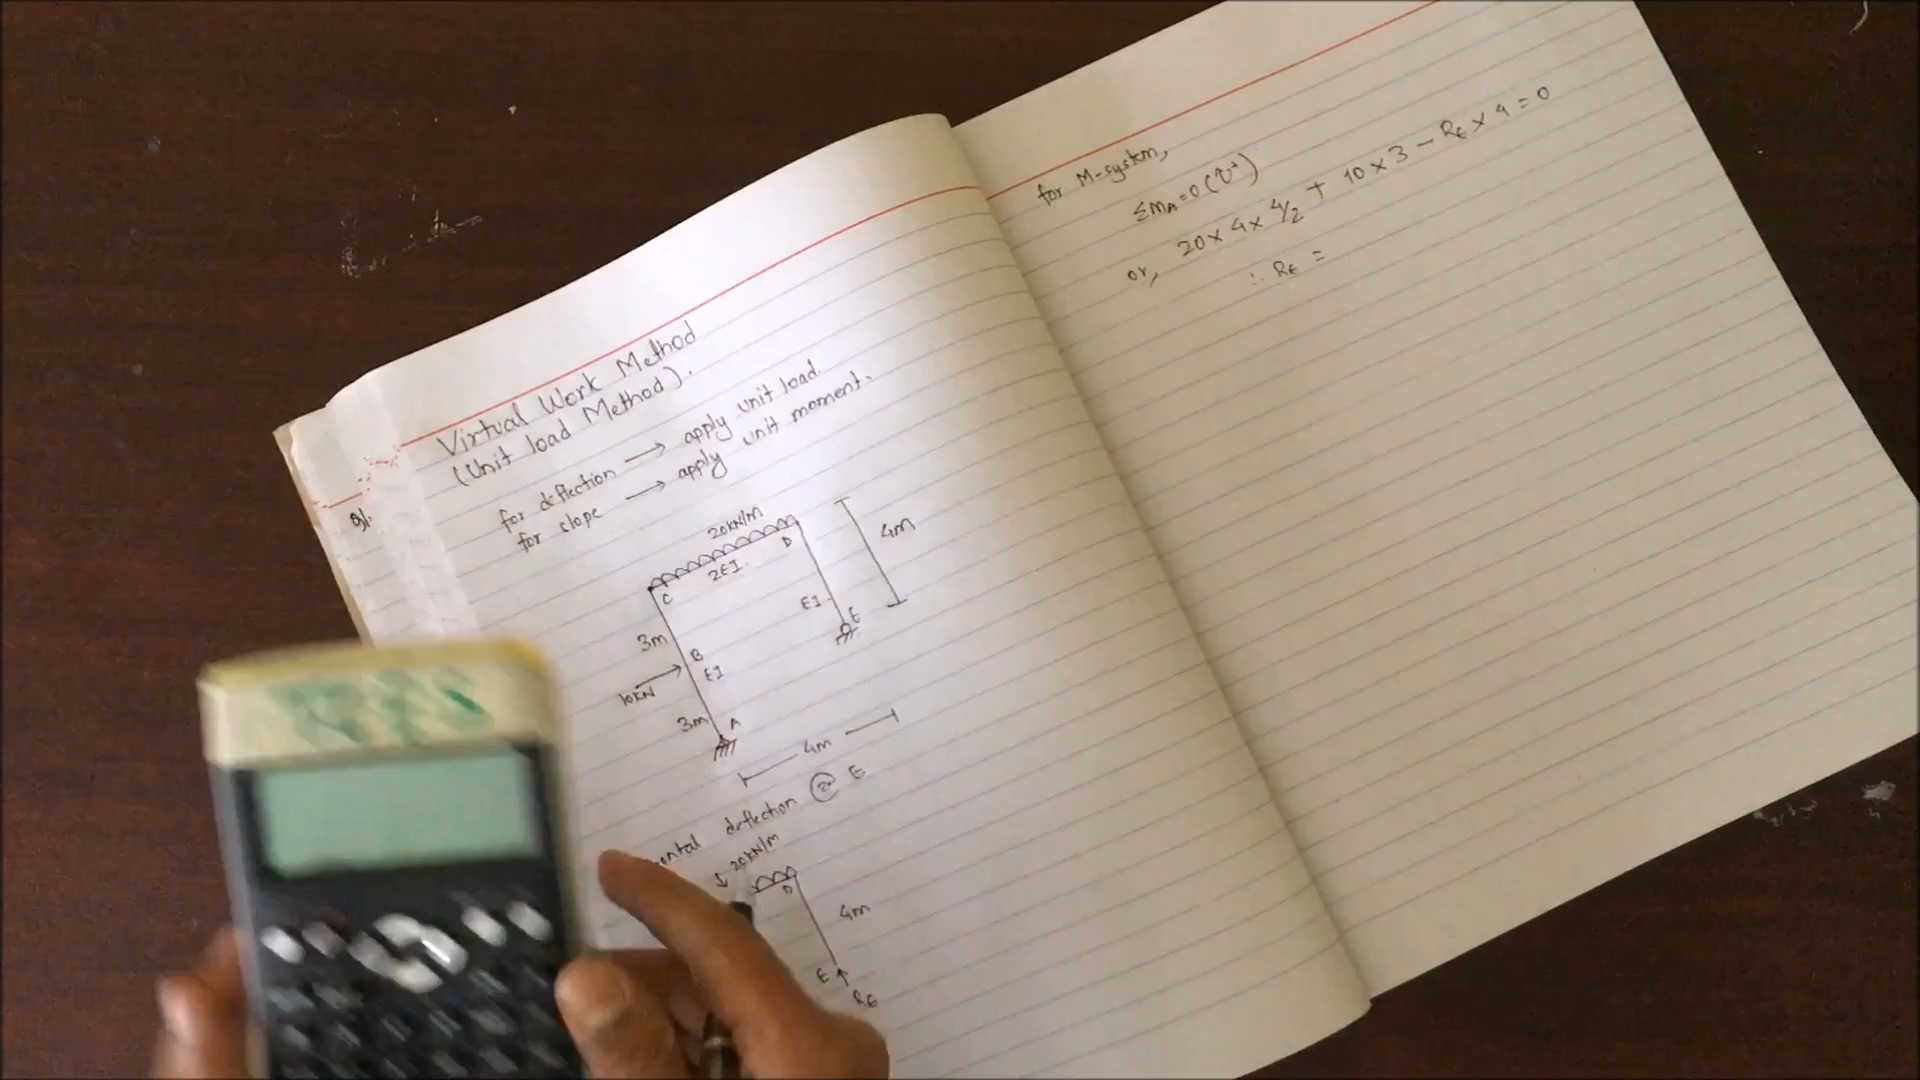 Virtual Work Method
(Unit load Method).
for deflection → apply unit load.
for slope → apply unit moment.
20kN/m
C
D
2EI
4m
3m
B
EI
EI
E
10kN
3m
A
4m
deflection @ E
↓ 20kN/m
D
4m
E
RE
for M-system,
ΣMA = 0 (↻+)
or, 20 × 4 × 4/2 + 10 × 3 − RE × 4 = 0
∴ RE =